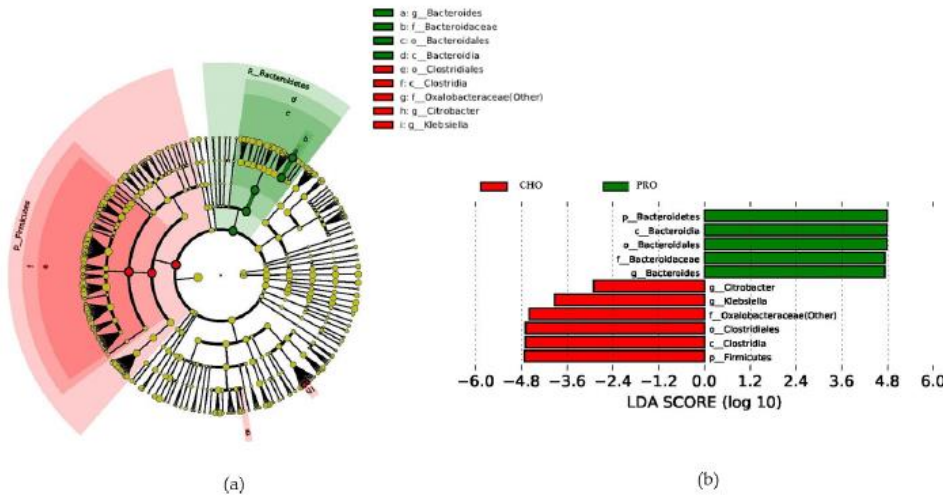 a: g__Bacteroides
b: f__Bacteroidaceae
c: o__Bacteroidales
d: c__Bacteroidia
e: o__Clostridiales
f: c__Clostridia
g: f__Oxalobacteraceae(Other)
h: g__Citrobacter
i: g__Klebsiella
p__Bacteroidetes
d
c
b
p__Firmicutes
f
e
g
(a)
CHO PRO
p__Bacteroidetes
c__Bacteroidia
o__Bacteroidales
f__Bacteroidaceae
g__Bacteroides
g__Citrobacter
g__Klebsiella
f__Oxalobacteraceae(Other)
o__Clostridiales
c__Clostridia
p__Firmicutes
−6.0 −4.8 −3.6 −2.4 −1.2 0.0 1.2 2.4 3.6 4.8 6.0
LDA SCORE (log 10)
(b)